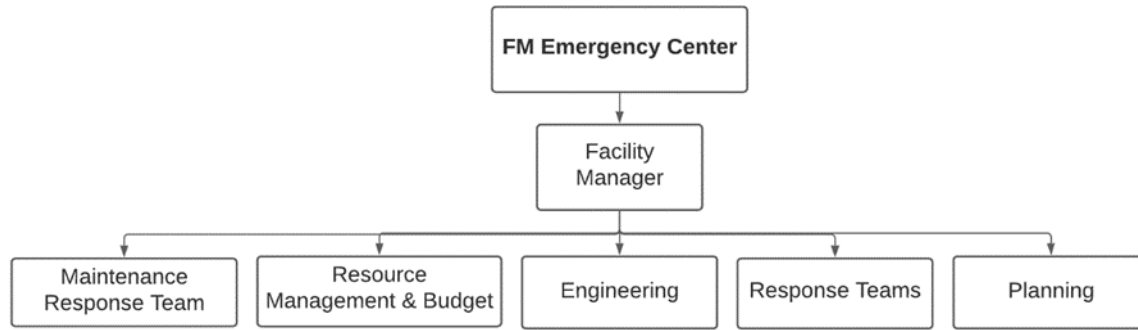 FM Emergency Center
Facility
Manager
Maintenance
Response Team
Resource
Management & Budget
Engineering
Response Teams
Planning